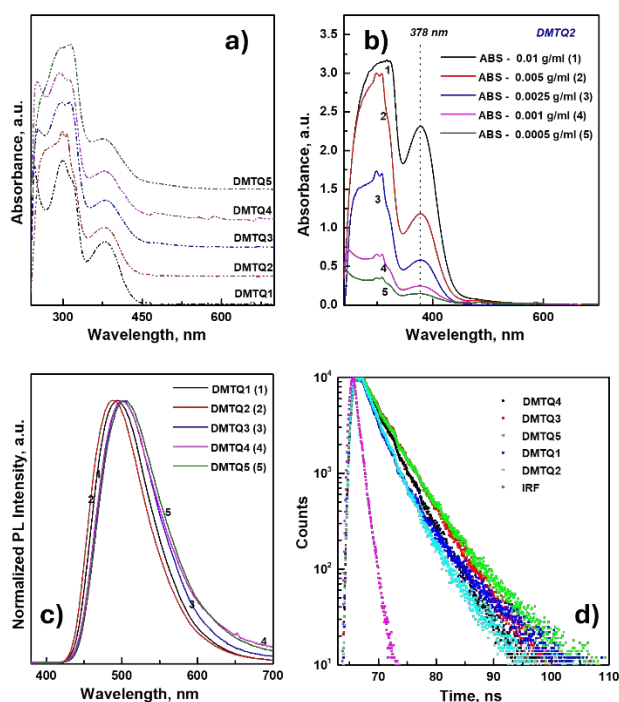 a)
Absorbance, a.u.
DMTQ5
DMTQ4
DMTQ3
DMTQ2
DMTQ1
300 450 600
Wavelength, nm
b)
378 nm
DMTQ2
ABS - 0.01 g/ml (1)
ABS - 0.005 g/ml (2)
ABS - 0.0025 g/ml (3)
ABS - 0.001 g/ml (4)
ABS - 0.0005 g/ml (5)
1
2
3
4
5
Absorbance, a.u.
3.5
3.0
2.5
2.0
1.5
1.0
0.5
0.0
400 600
Wavelength, nm
Normalized PL Intensity, a.u.
DMTQ1 (1)
DMTQ2 (2)
DMTQ3 (3)
DMTQ4 (4)
DMTQ5 (5)
1
2
5
3
4
c)
400 500 600 700
Wavelength, nm
Counts
10⁴
10³
10²
10¹
DMTQ4
DMTQ3
DMTQ5
DMTQ1
DMTQ2
IRF
d)
70 80 90 100 110
Time, ns